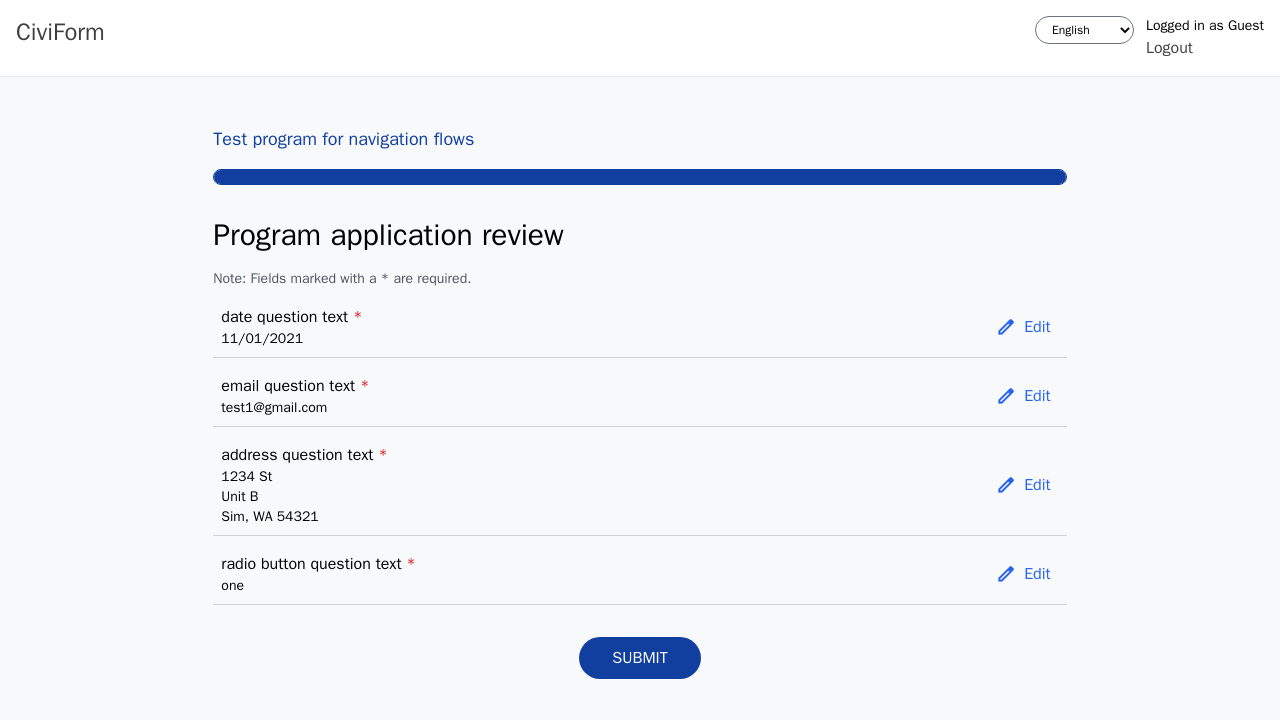 CiviForm
English
Logged in as Guest
Logout
Test program for navigation flows
Program application review
Note: Fields marked with a * are required.
date question text *
11/01/2021
Edit
email question text *
test1@gmail.com
Edit
address question text *
1234 St
Unit B
Sim, WA 54321
Edit
radio button question text *
one
Edit
SUBMIT